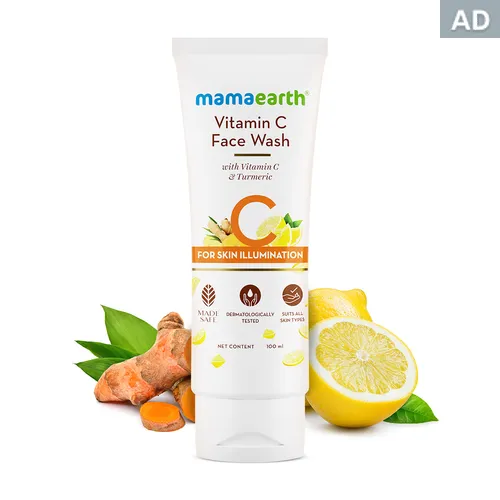 AD
mamaearth®
Vitamin C
Face Wash
with Vitamin C
& Turmeric
C
FOR SKIN ILLUMINATION
MADE
SAFE
DERMATOLOGICALLY
TESTED
SUITS ALL
SKIN TYPES
NET CONTENT 100 ml